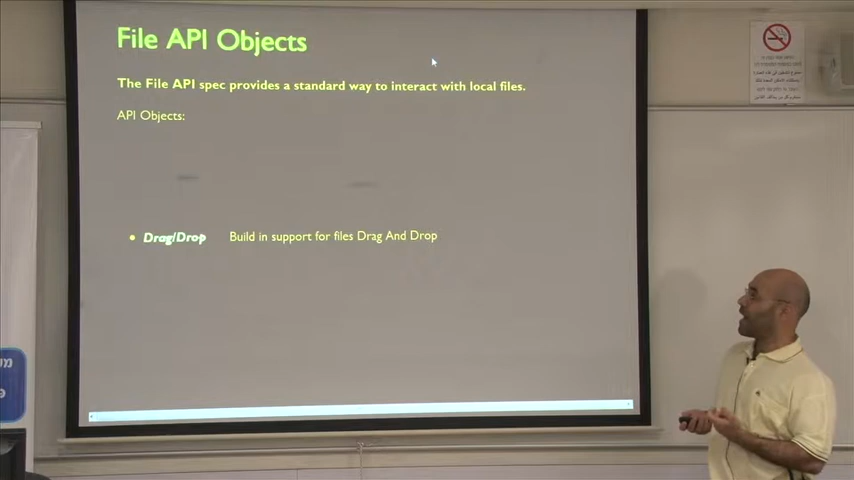 File API Objects
The File API spec provides a standard way to interact with local files.
API Objects:
• Drag/Drop Build in support for files Drag And Drop